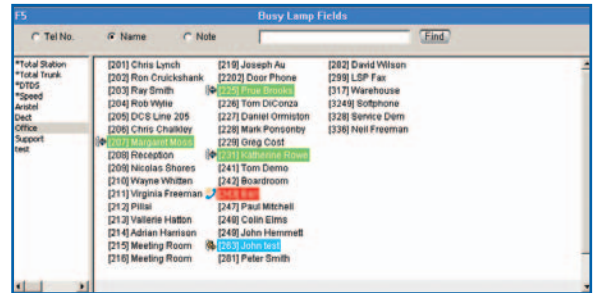 F5 Busy Lamp Fields
Tel No. Name Note Find
*Total Station
*Total Trunk
*DTDS
*Speed
Aristel
Dect
Office
Support
test
[201] Chris Lynch
[202] Ron Cruickshank
[203] Ray Smith
[204] Rob Wylie
[205] DCS Line 205
[206] Chris Chalkley
[207] Margaret Moss
[208] Reception
[209] Nicolas Shores
[210] Wayne Whitten
[211] Virginia Freeman
[212] Pillai
[213] Vallerie Hatton
[214] Adrian Harrison
[215] Meeting Room
[216] Meeting Room
[219] Joseph Au
[2202] Door Phone
[225] Prue Brooks
[226] Tom DiConza
[227] Daniel Ormiston
[228] Mark Ponsonby
[229] Greg Cost
[231] Katherine Rowe
[241] Tom Demo
[242] Boardroom
[247] Paul Mitchell
[248] Colin Elms
[249] John Hemmett
[263] John test
[281] Peter Smith
[282] David Wilson
[299] LSP Fax
[317] Warehouse
[3249] Softphone
[328] Service Dem
[336] Neil Freeman